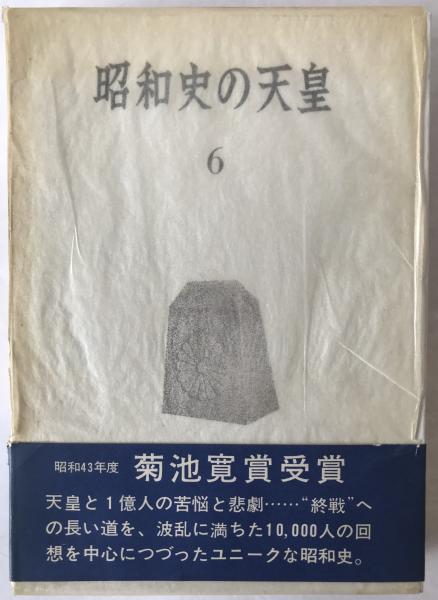 昭和史の天皇
6
昭和43年度 菊池寛賞受賞
天皇と1億人の苦悩と悲劇……“終戦”へ
の長い道を、波乱に満ちた10,000人の回
想を中心につづったユニークな昭和史。